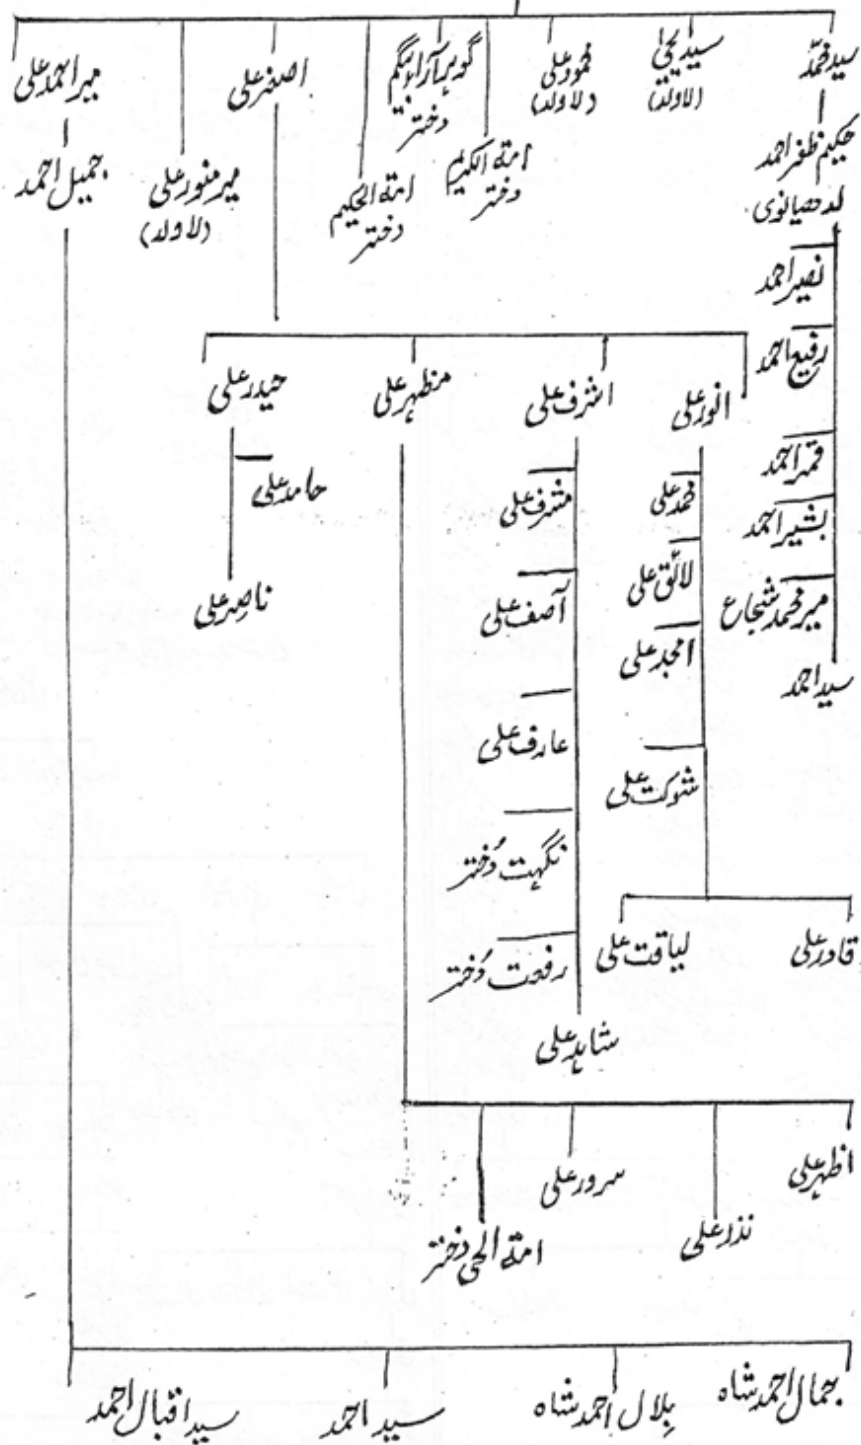 سید محمد
سید یحییٰ
(لاولد)
محمود علی
(لاولد)
گوہر آرا بیگم
دختر
اصغر علی
میر احمد علی
حکیم ظفر احمد
لدھیانوی
امۃ الکریم
دختر
امۃ الحکیم
دختر
میر منور علی
(لاولد)
جمیل احمد
نصیر احمد
رفیع احمد
قمر احمد
بشیر احمد
میر محمد شجاع
سید احمد
انور علی
اشرف علی
مظہر علی
حیدر علی
محمد علی
لائق علی
امجد علی
شوکت علی
قادر علی
لیاقت علی
مشرف علی
آصف علی
عارف علی
نگہت دُختر
رفعت دُختر
شاہد علی
حامد علی
ناصر علی
اظہر علی
نذر علی
سرور علی
امۃ الحی دختر
جمال احمد شاہ
بلال احمد شاہ
سید احمد
سید اقبال احمد